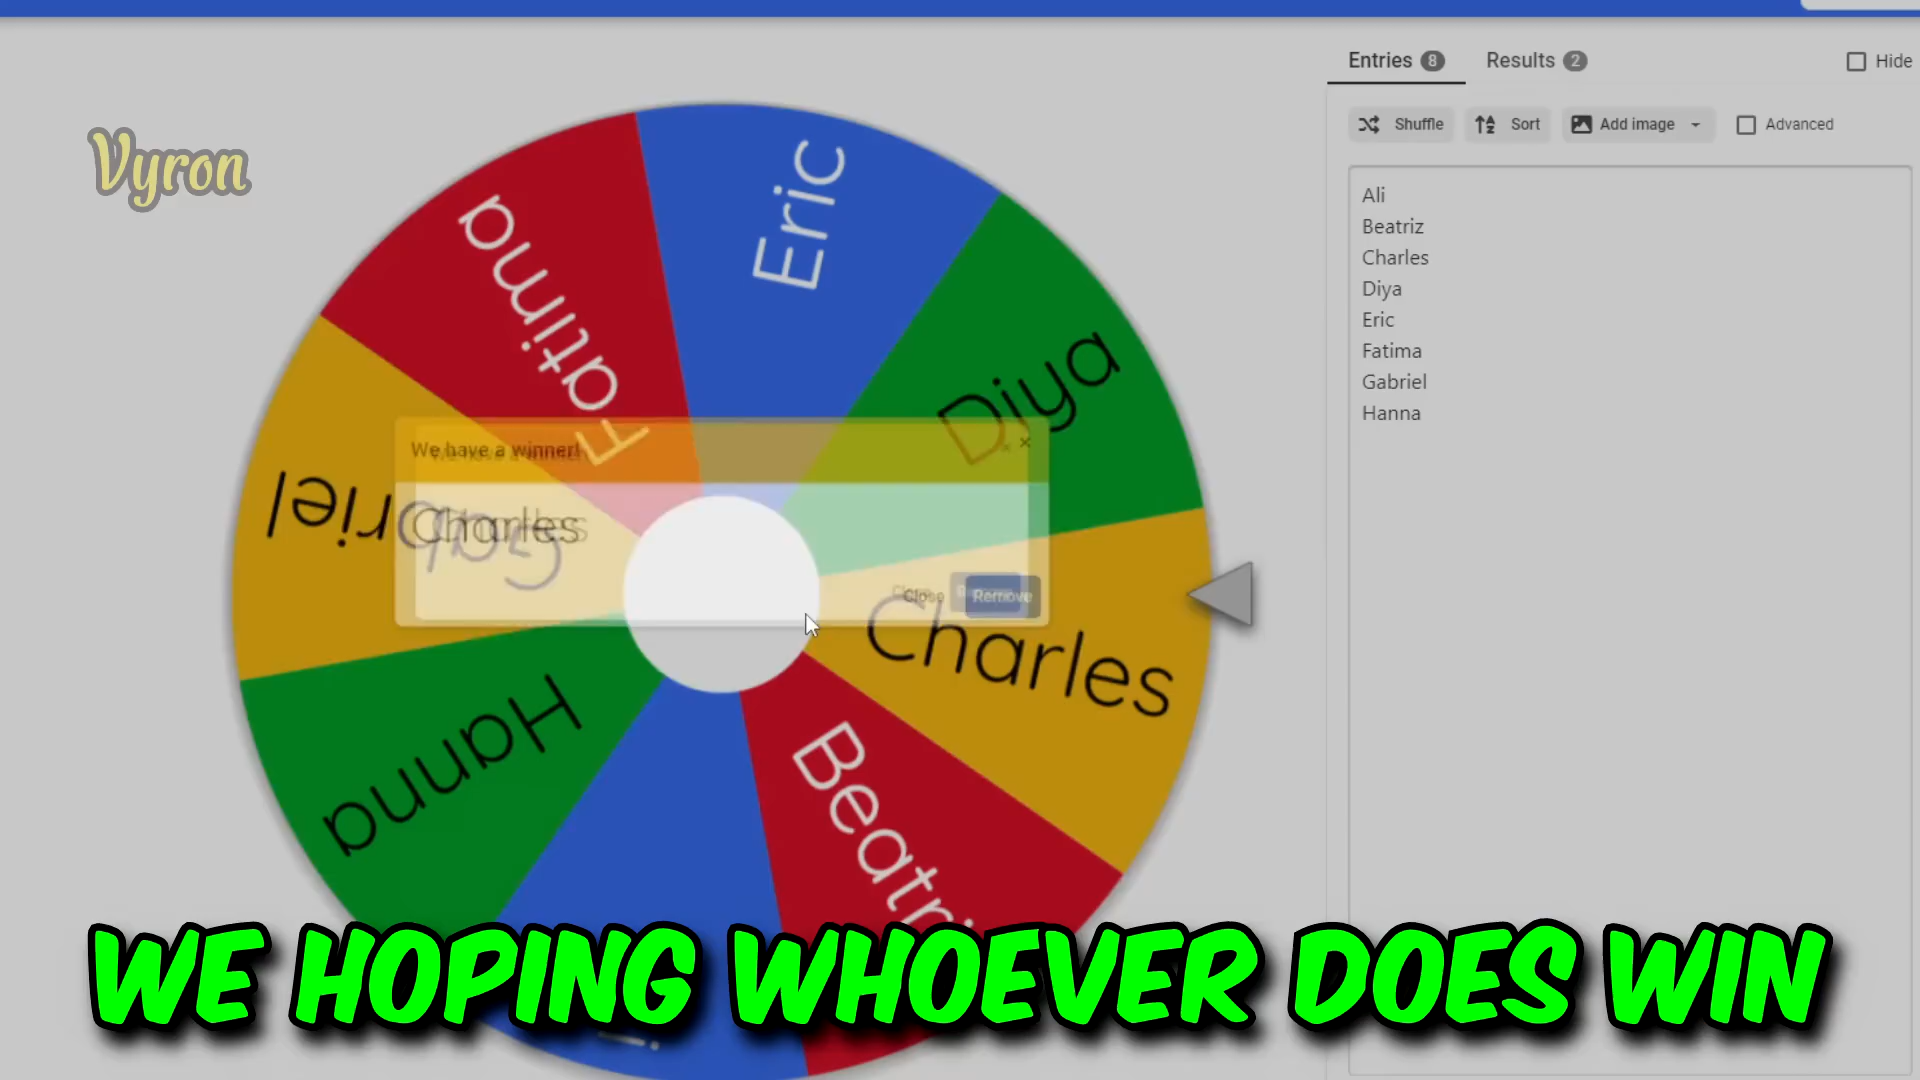 Entries 8
Results 2
Hide
Shuffle
Sort
Add image
Advanced
Vyron
Ali
Beatriz
Charles
Diya
Eric
Fatima
Gabriel
Hanna
Eric
Fatima
Diya
We have a winner!
Gabriel
Charles
Close
Remove
Charles
Hanna
WE HOPING WHOEVER DOES WIN